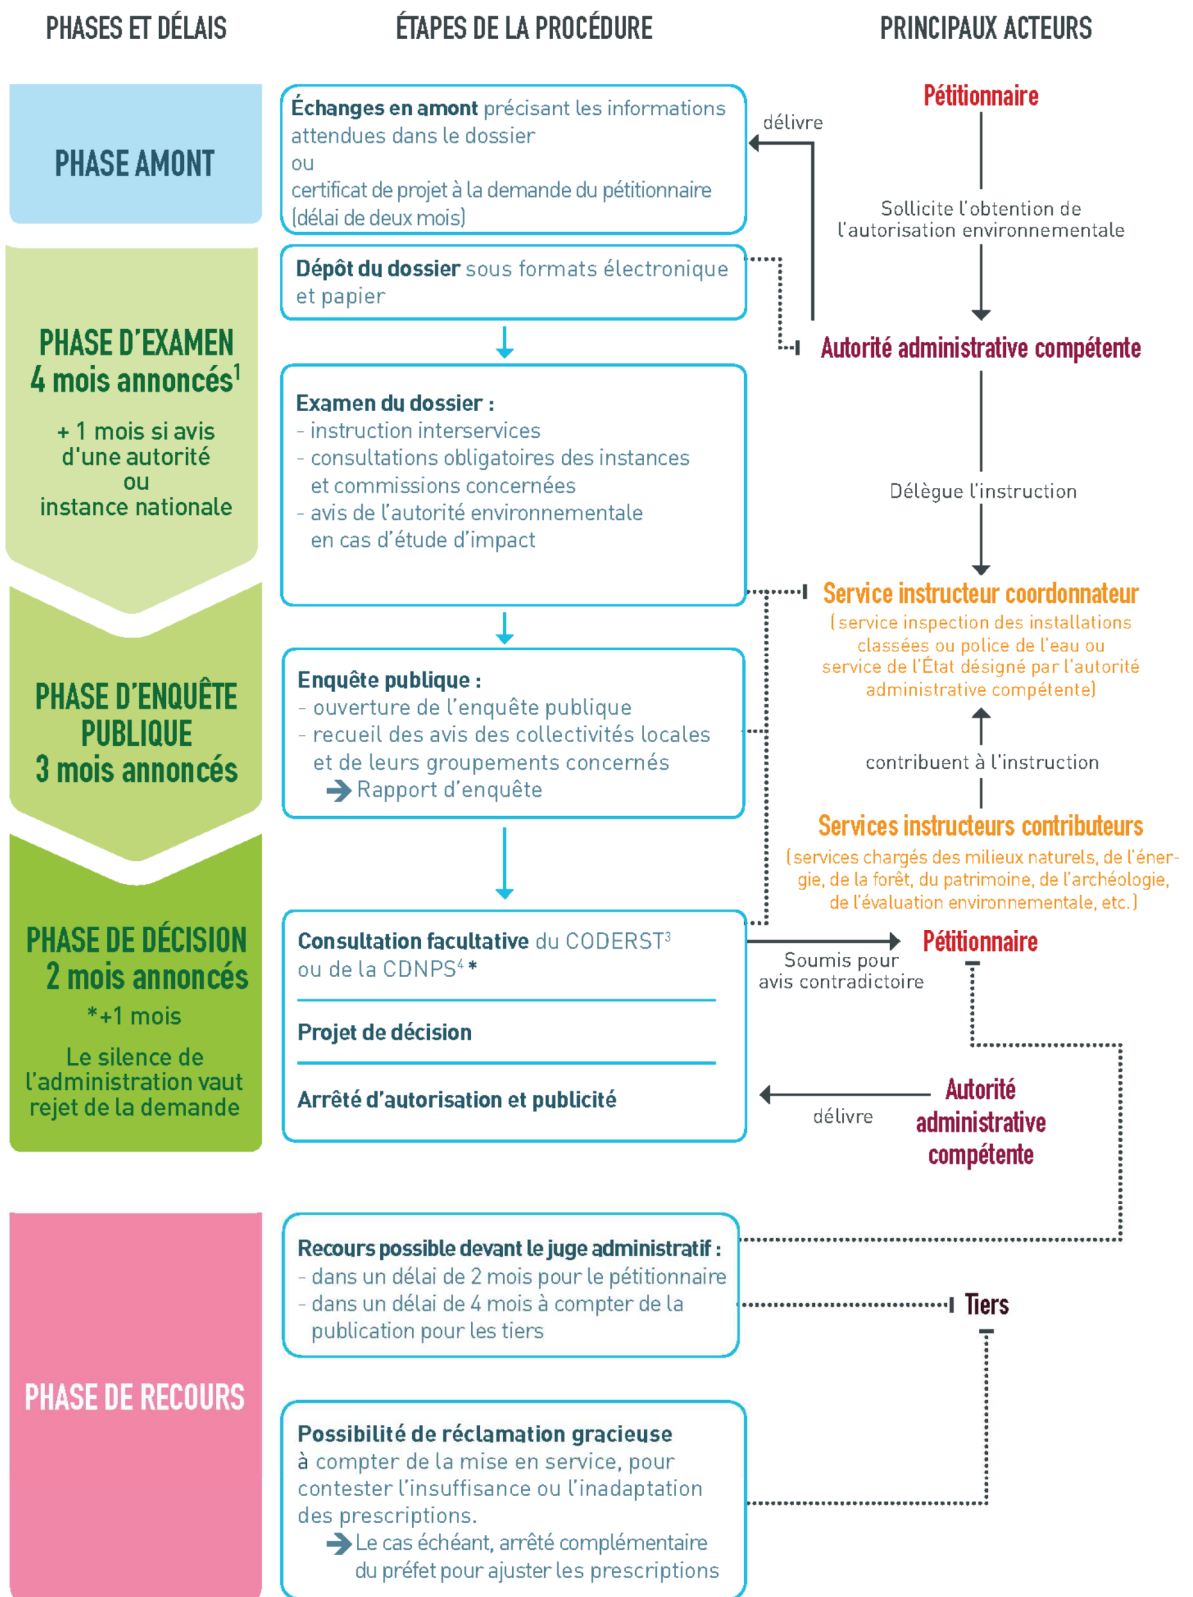 PHASES ET DÉLAIS
ÉTAPES DE LA PROCÉDURE
PRINCIPAUX ACTEURS
PHASE AMONT
Échanges en amont précisant les informations
attendues dans le dossier
ou
certificat de projet à la demande du pétitionnaire
(délai de deux mois)
délivre
Pétitionnaire
Sollicite l'obtention de
l'autorisation environnementale
PHASE D'EXAMEN
4 mois annoncés¹
+ 1 mois si avis
d'une autorité
ou
instance nationale
Dépôt du dossier sous formats électronique
et papier
Autorité administrative compétente
Examen du dossier :
- instruction interservices
- consultations obligatoires des instances
et commissions concernées
- avis de l'autorité environnementale
en cas d'étude d'impact
Délègue l'instruction
Service instructeur coordonnateur
(service inspection des installations
classées ou police de l'eau ou
service de l'État désigné par l'autorité
administrative compétente)
PHASE D'ENQUÊTE
PUBLIQUE
3 mois annoncés
Enquête publique :
- ouverture de l'enquête publique
- recueil des avis des collectivités locales
et de leurs groupements concernés
→ Rapport d'enquête
contribuent à l'instruction
Services instructeurs contributeurs
(services chargés des milieux naturels, de l'éner-
gie, de la forêt, du patrimoine, de l'archéologie,
de l'évaluation environnementale, etc.)
PHASE DE DÉCISION
2 mois annoncés
*+1 mois
Le silence de
l'administration vaut
rejet de la demande
Consultation facultative du CODERST³
ou de la CDNPS⁴ *
Projet de décision
Arrêté d'autorisation et publicité
Soumis pour
avis contradictoire
Pétitionnaire
délivre
Autorité
administrative
compétente
PHASE DE RECOURS
Recours possible devant le juge administratif :
- dans un délai de 2 mois pour le pétitionnaire
- dans un délai de 4 mois à compter de la
publication pour les tiers
Tiers
Possibilité de réclamation gracieuse
à compter de la mise en service, pour
contester l'insuffisance ou l'inadaptation
des prescriptions.
→ Le cas échéant, arrêté complémentaire
du préfet pour ajuster les prescriptions